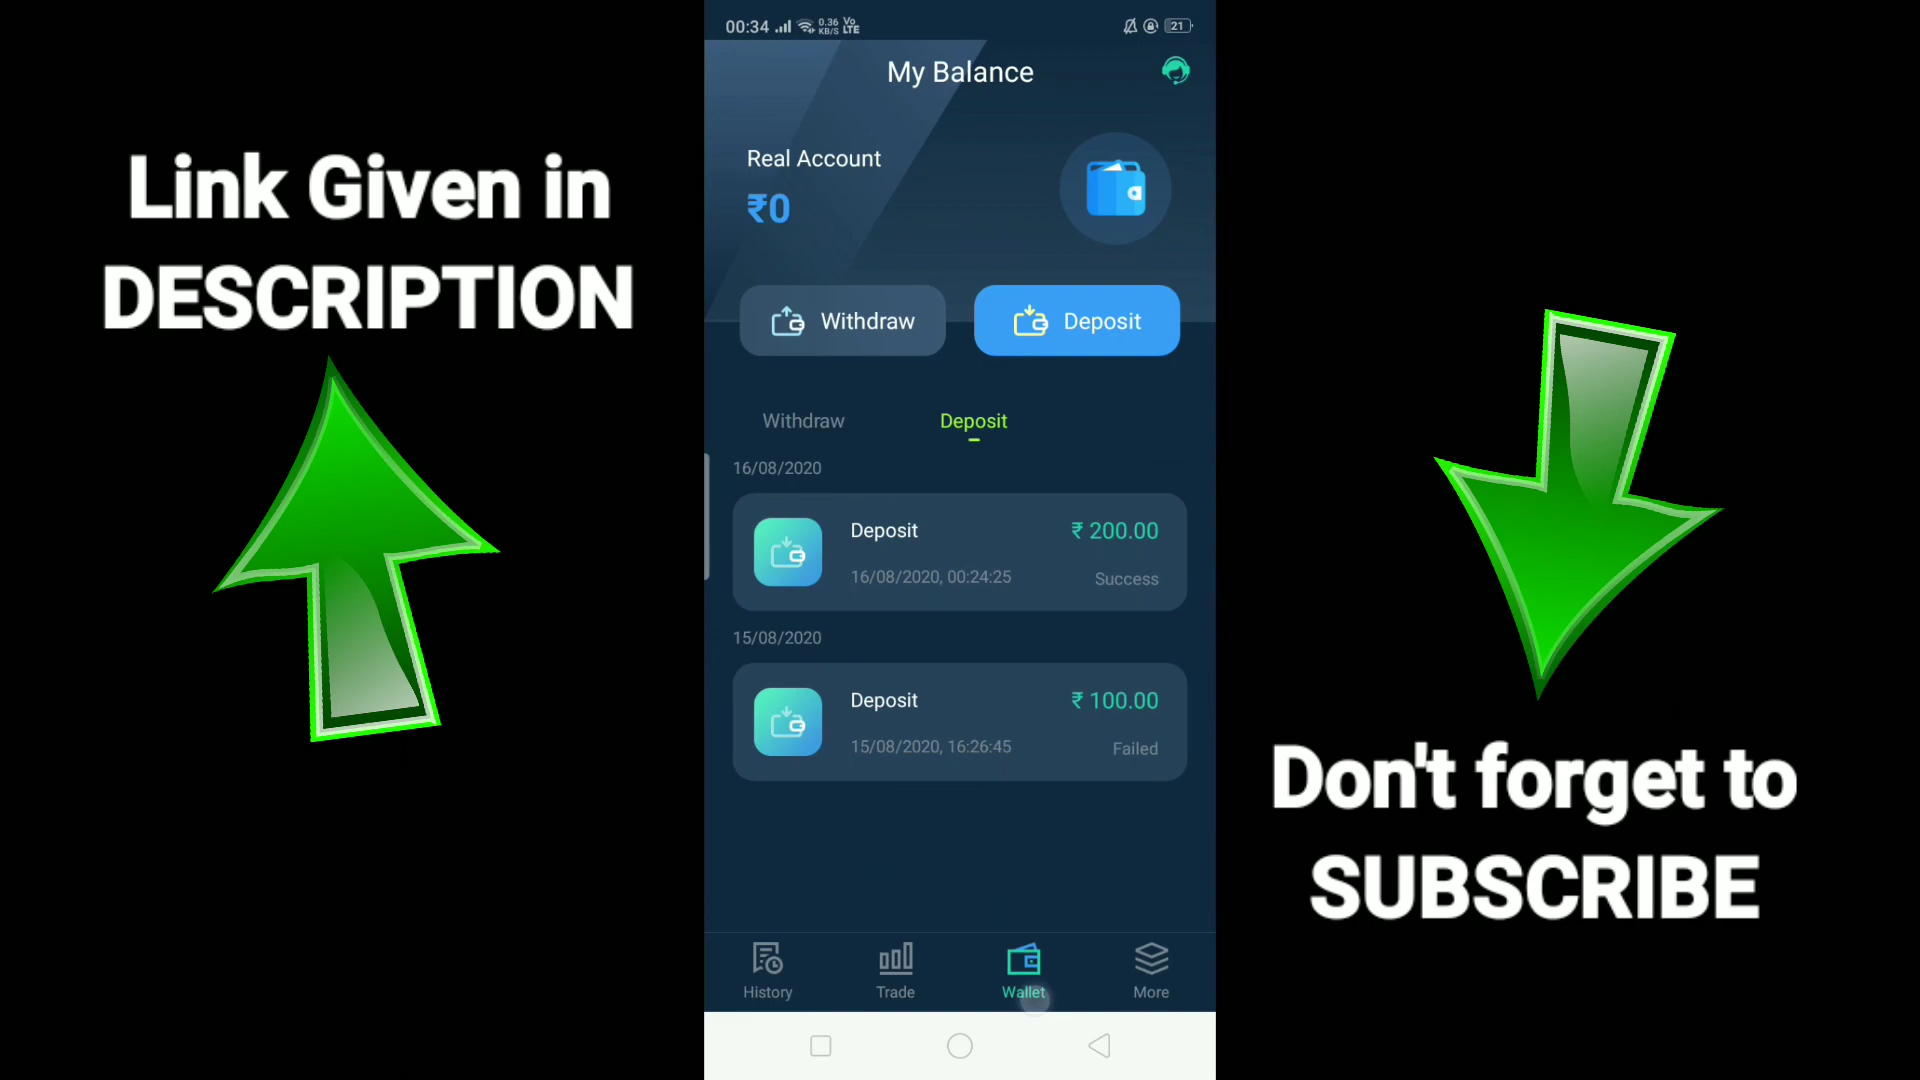 Link Given in
DESCRIPTION
00:34 0.36 KB/S Vo LTE 21
My Balance
Real Account
₹0
Withdraw Deposit
Withdraw Deposit
16/08/2020
Deposit ₹ 200.00
16/08/2020, 00:24:25 Success
15/08/2020
Deposit ₹ 100.00
15/08/2020, 16:26:45 Failed
History Trade Wallet More
Don't forget to
SUBSCRIBE